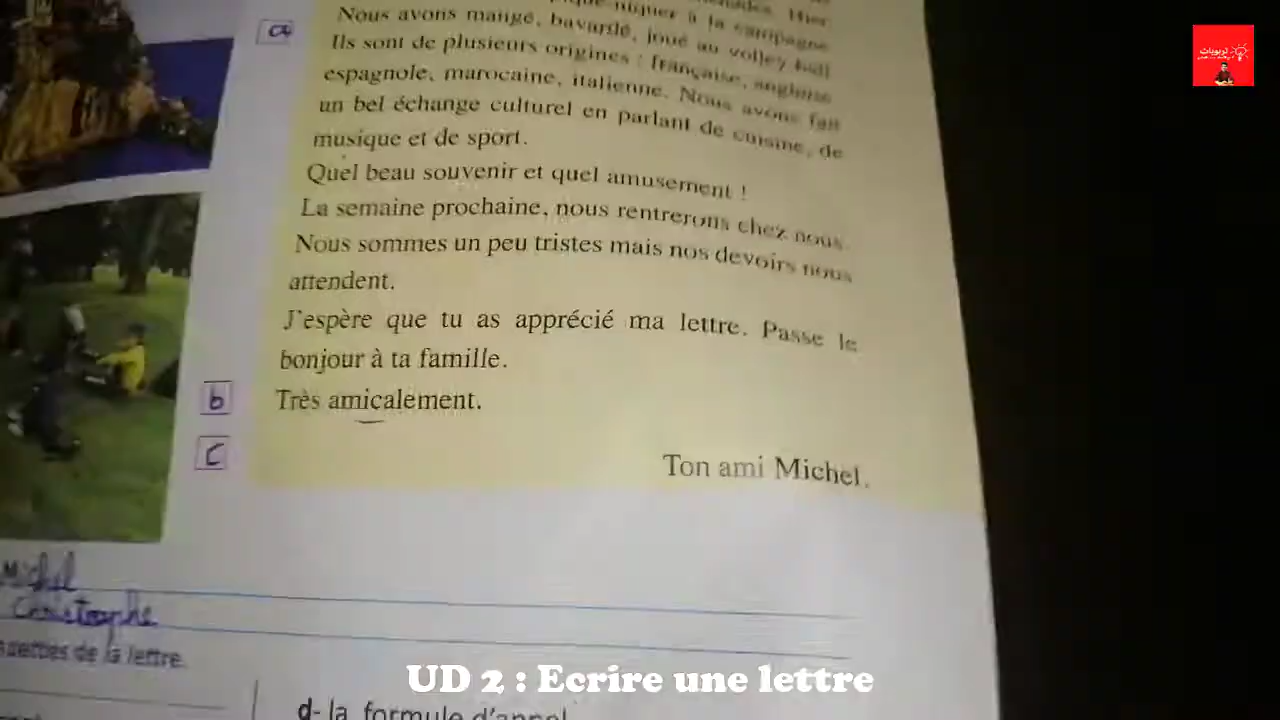 à la campagne
Nous avons mangé, bavardé, joué au volley ball
a
Ils sont de plusieurs origines : française, anglaise
espagnole, marocaine, italienne. Nous avons fait
un bel échange culturel en parlant de cuisine, de
musique et de sport.
Quel beau souvenir et quel amusement !
La semaine prochaine, nous rentrerons chez nous
Nous sommes un peu tristes mais nos devoirs nous
attendent.
J'espère que tu as apprécié ma lettre. Passe le
bonjour à ta famille.
b Très amicalement.
c
Ton ami Michel.
Michel
Christophe
de la lettre.
UD 2 : Ecrire une lettre
d- la formule d'appel